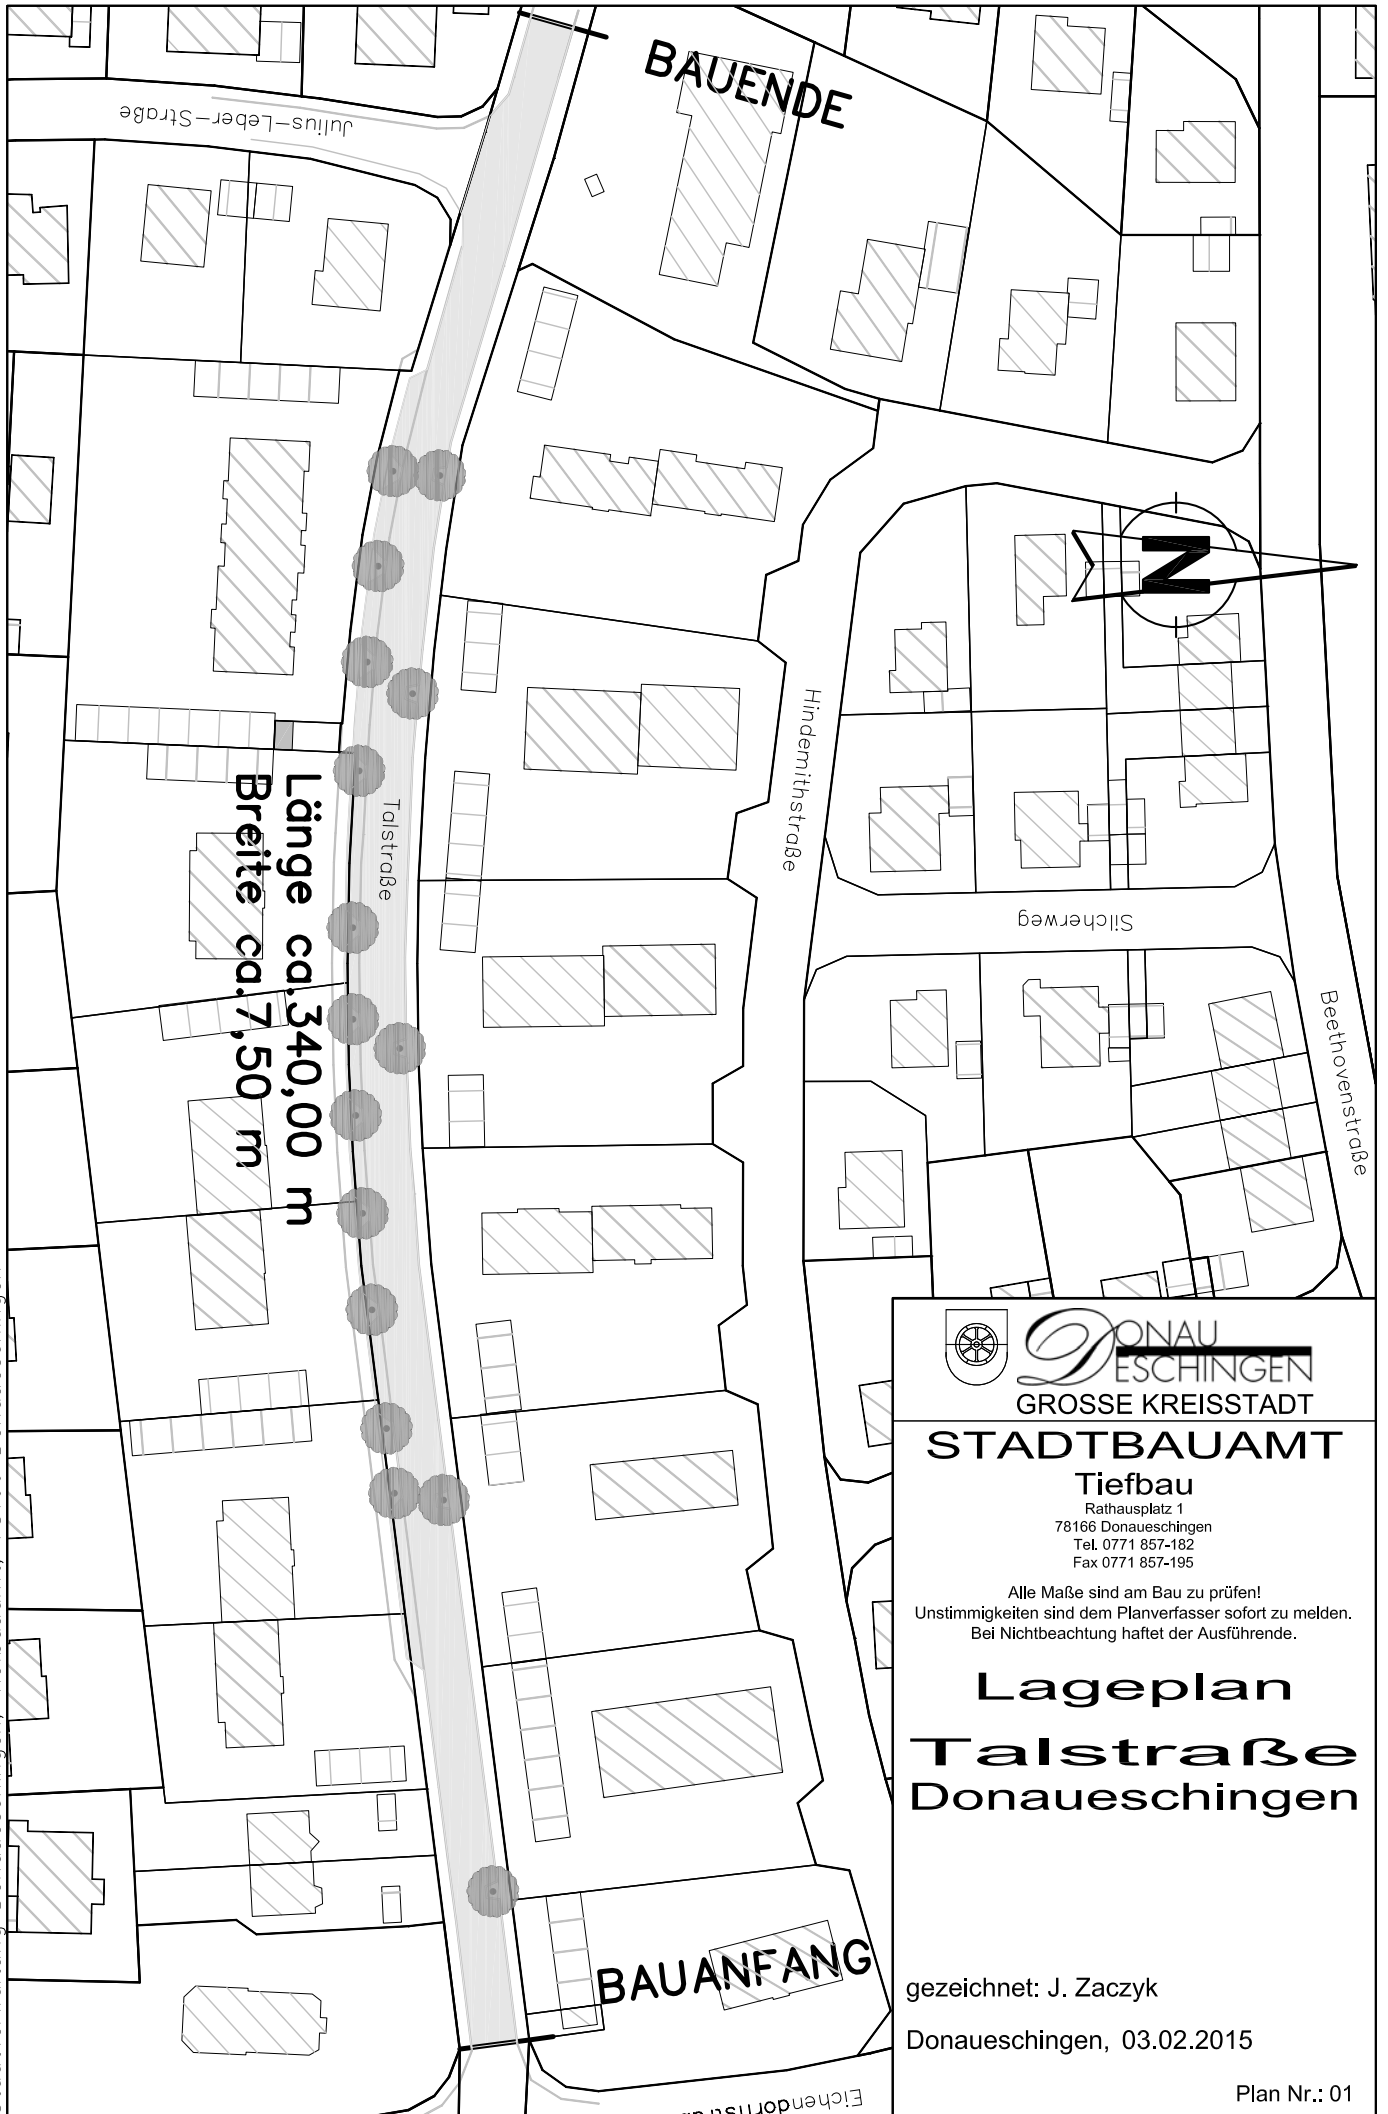 BAUENDE
Julius-Leber-Straße
N
Hindemithstraße
Talstraße
Länge ca.340,00 m
Breite ca.7,50 m
Silcherweg
Beethovenstraße
DONAU
ESCHINGEN
GROSSE KREISSTADT
STADTBAUAMT
Tiefbau
Rathausplatz 1
78166 Donaueschingen
Tel. 0771 857-182
Fax 0771 857-195
Alle Maße sind am Bau zu prüfen!
Unstimmigkeiten sind dem Planverfasser sofort zu melden.
Bei Nichtbeachtung haftet der Ausführende.
Lageplan
Talstraße
Donaueschingen
BAUANFANG
gezeichnet: J. Zaczyk
Donaueschingen, 03.02.2015
Plan Nr.: 01